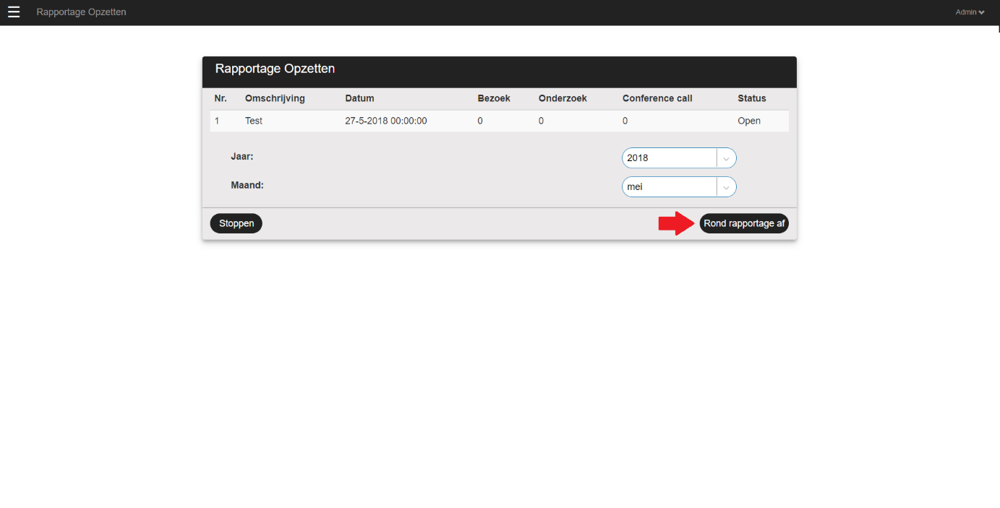 Rapportage Opzetten Admin
Rapportage Opzetten
Nr. Omschrijving Datum Bezoek Onderzoek Conference call Status
1 Test 27-5-2018 00:00:00 0 0 0 Open
Jaar: 2018
Maand: mei
Stoppen Rond rapportage af